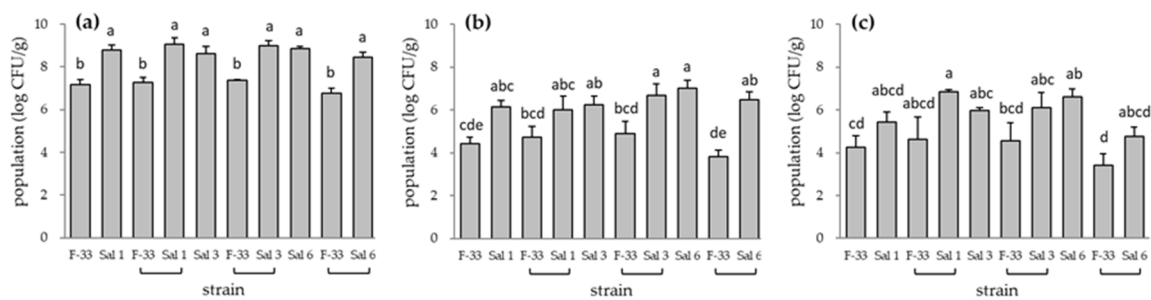 (a)
population (log CFU/g)
10
8
6
4
2
0
b a b a a b a a b a
F-33 Sal 1 F-33 Sal 1 Sal 3 F-33 Sal 3 Sal 6 F-33 Sal 6
strain
(b)
population (log CFU/g)
10
8
6
4
2
0
cde abc bcd abc ab bcd a a de ab
F-33 Sal 1 F-33 Sal 1 Sal 3 F-33 Sal 3 Sal 6 F-33 Sal 6
strain
(c)
population (log CFU/g)
10
8
6
4
2
0
cd abcd abcd a abc bcd abc ab d abcd
F-33 Sal 1 F-33 Sal 1 Sal 3 F-33 Sal 3 Sal 6 F-33 Sal 6
strain